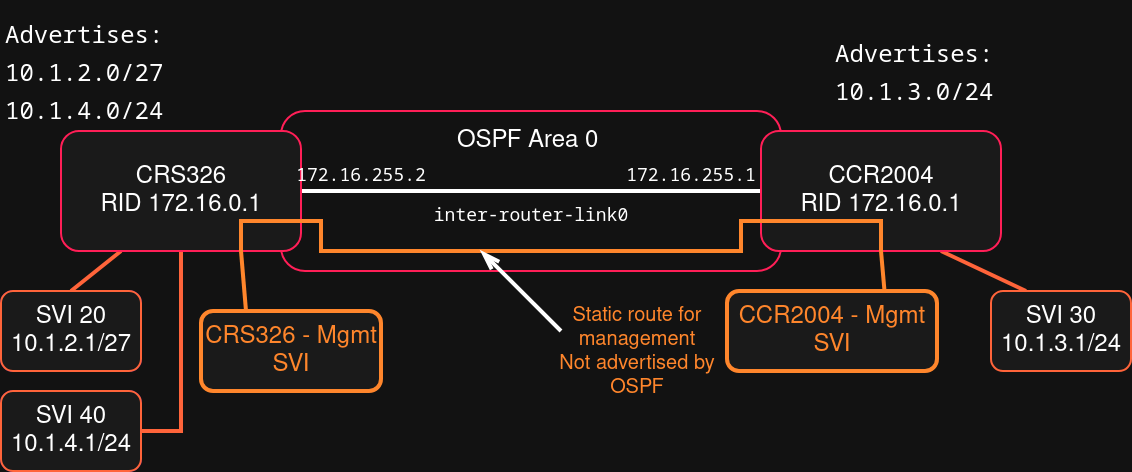 Advertises:
10.1.2.0/27
10.1.4.0/24
Advertises:
10.1.3.0/24
OSPF Area 0
CRS326
RID 172.16.0.1
172.16.255.2
172.16.255.1
inter-router-link0
CCR2004
RID 172.16.0.1
SVI 20
10.1.2.1/27
CRS326 - Mgmt
SVI
Static route for
management
Not advertised by
OSPF
CCR2004 - Mgmt
SVI
SVI 30
10.1.3.1/24
SVI 40
10.1.4.1/24